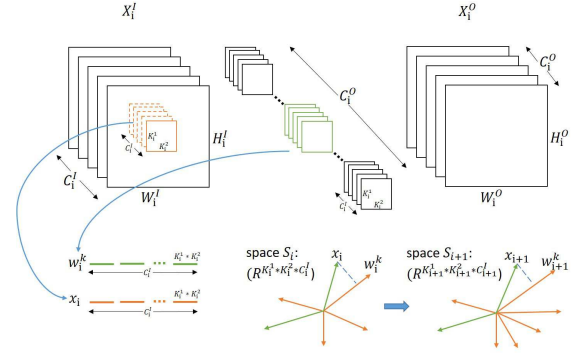 X_i^I
X_i^O
C_i^O
C_i^O
K_i^1
K_i^2
C_i^I
H_i^I
H_i^O
C_i^I
W_i^I
K_i^1
K_i^2
C_i^I
W_i^O
w_i^k
K_i^1 * K_i^2
C_i^I
x_i
K_i^1 * K_i^2
C_i^I
space S_i:
(R^{K_i^1*K_i^2*C_i^I})
x_i
w_i^k
space S_{i+1}:
(R^{K_{i+1}^1*K_{i+1}^2*C_{i+1}^I})
x_{i+1}
w_{i+1}^k